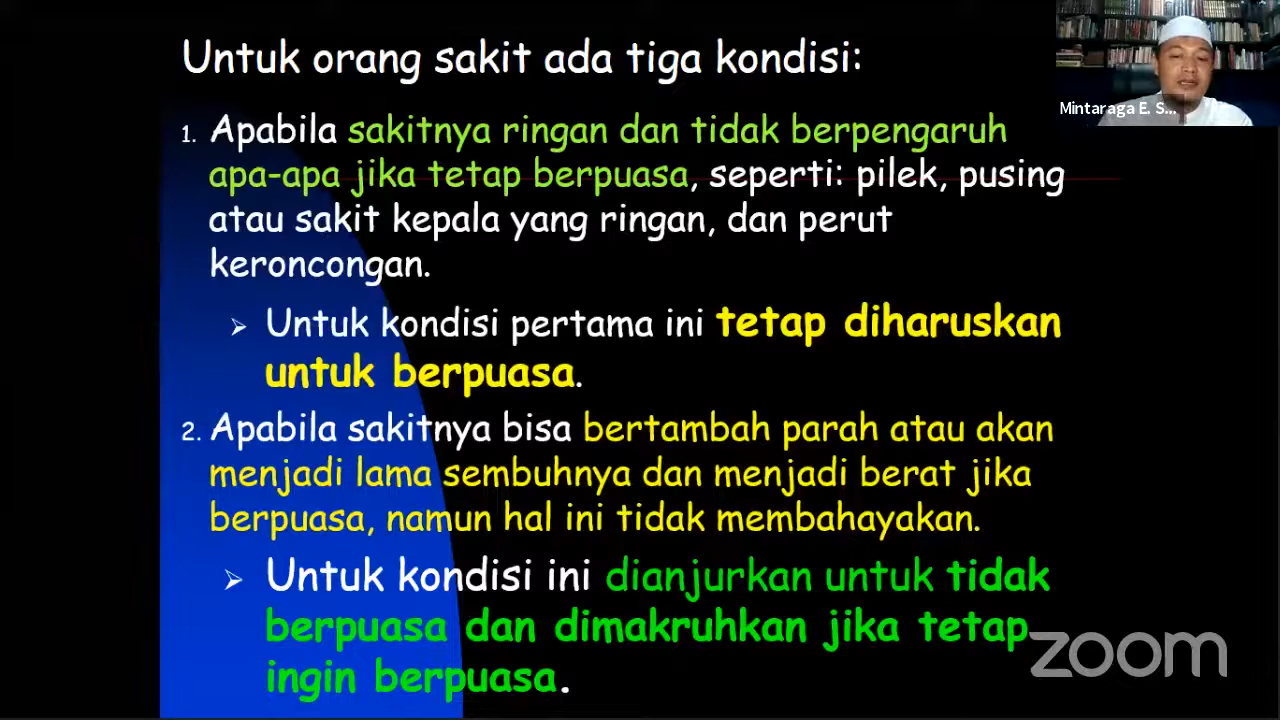 Untuk orang sakit ada tiga kondisi:
Mintaraga E. S...
1. Apabila sakitnya ringan dan tidak berpengaruh
apa-apa jika tetap berpuasa, seperti: pilek, pusing
atau sakit kepala yang ringan, dan perut
keroncongan.
➢ Untuk kondisi pertama ini tetap diharuskan
untuk berpuasa.
2. Apabila sakitnya bisa bertambah parah atau akan
menjadi lama sembuhnya dan menjadi berat jika
berpuasa, namun hal ini tidak membahayakan.
➢ Untuk kondisi ini dianjurkan untuk tidak
berpuasa dan dimakruhkan jika tetap
ingin berpuasa.
zoom